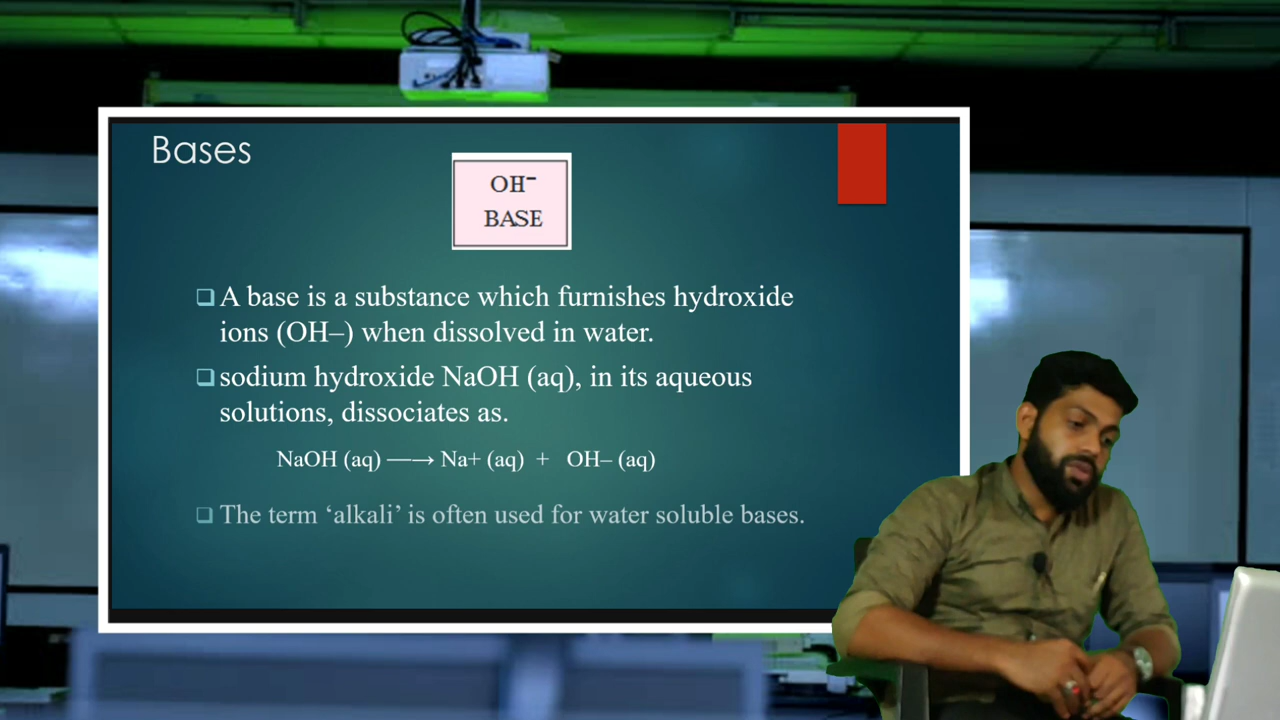 Bases
OH⁻
BASE
❑ A base is a substance which furnishes hydroxide
ions (OH–) when dissolved in water.
❑ sodium hydroxide NaOH (aq), in its aqueous
solutions, dissociates as.
NaOH (aq) ⟶ Na+ (aq) + OH– (aq)
❑ The term ‘alkali’ is often used for water soluble bases.